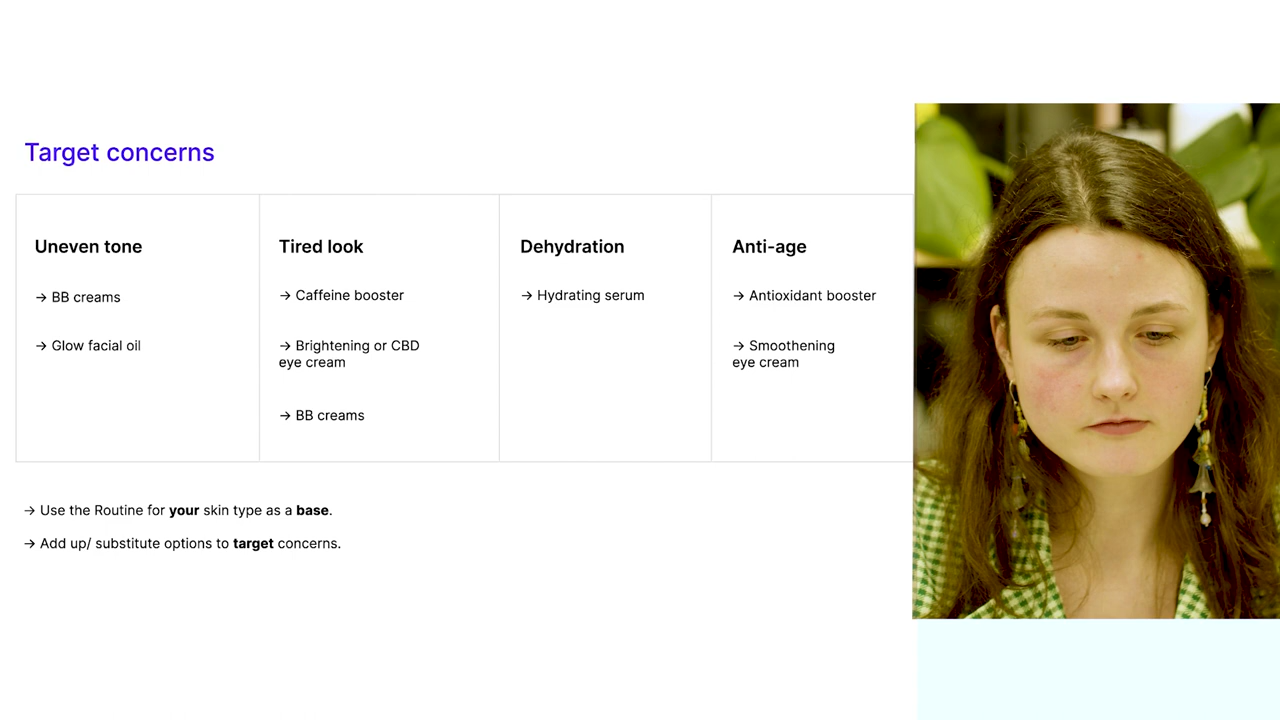 Target concerns
Uneven tone
→ BB creams
→ Glow facial oil
Tired look
→ Caffeine booster
→ Brightening or CBD
eye cream
→ BB creams
Dehydration
→ Hydrating serum
Anti-age
→ Antioxidant booster
→ Smoothening
eye cream
→ Use the Routine for your skin type as a base.
→ Add up/ substitute options to target concerns.